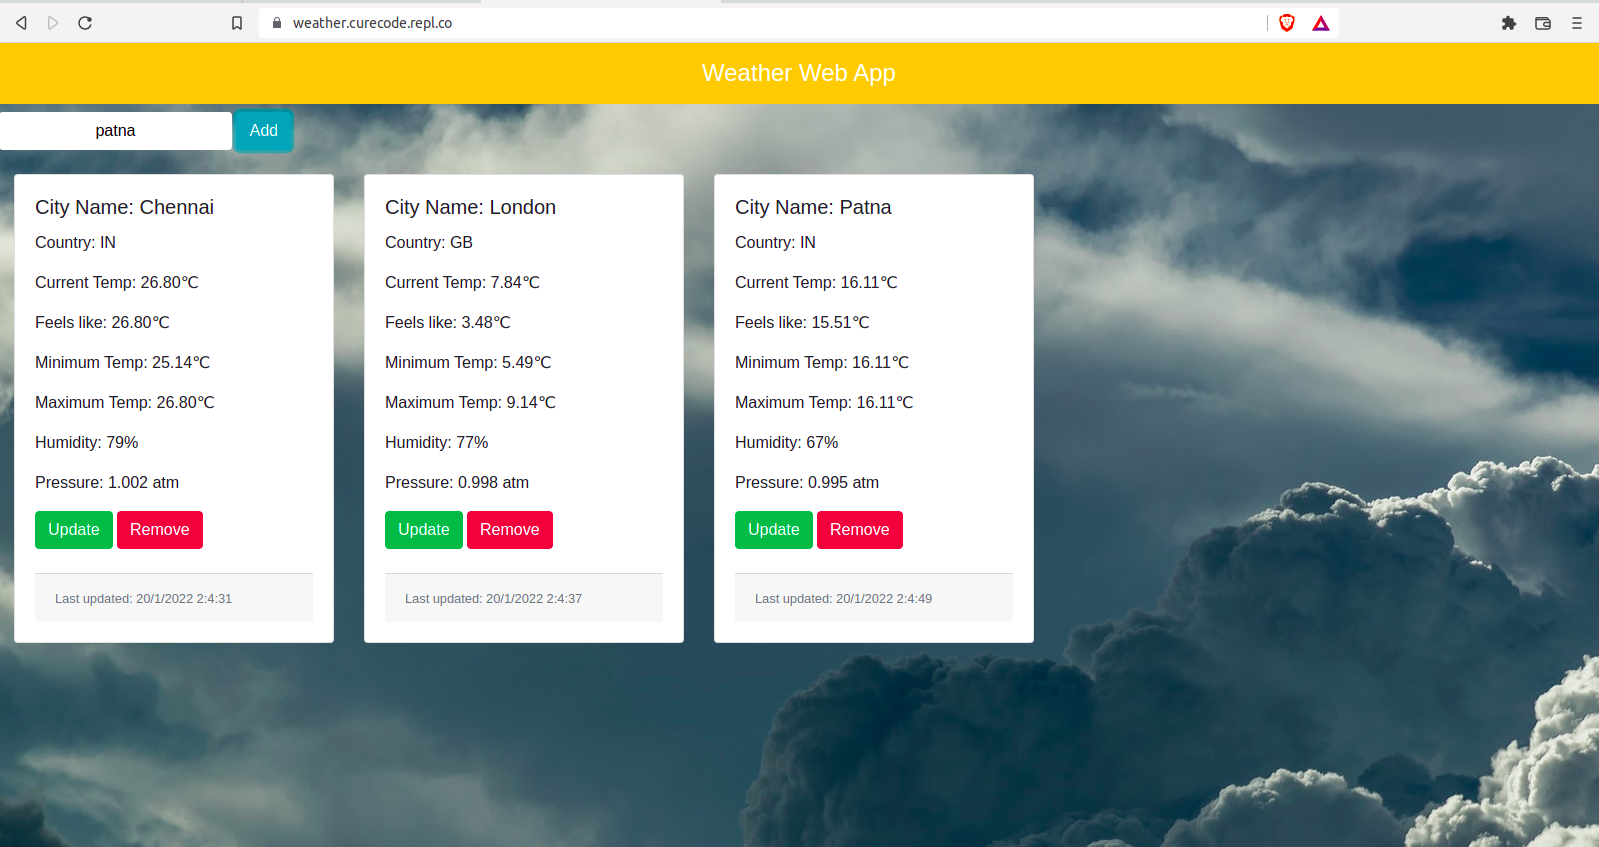 weather.curecode.repl.co
Weather Web App
patna
Add
City Name: Chennai
Country: IN
Current Temp: 26.80℃
Feels like: 26.80℃
Minimum Temp: 25.14℃
Maximum Temp: 26.80℃
Humidity: 79%
Pressure: 1.002 atm
Update
Remove
Last updated: 20/1/2022 2:4:31
City Name: London
Country: GB
Current Temp: 7.84℃
Feels like: 3.48℃
Minimum Temp: 5.49℃
Maximum Temp: 9.14℃
Humidity: 77%
Pressure: 0.998 atm
Update
Remove
Last updated: 20/1/2022 2:4:37
City Name: Patna
Country: IN
Current Temp: 16.11℃
Feels like: 15.51℃
Minimum Temp: 16.11℃
Maximum Temp: 16.11℃
Humidity: 67%
Pressure: 0.995 atm
Update
Remove
Last updated: 20/1/2022 2:4:49